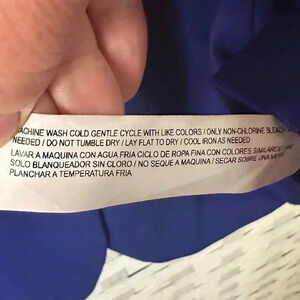 MACHINE WASH COLD GENTLE CYCLE WITH LIKE COLORS / ONLY NON-CHLORINE BLEACH
NEEDED / DO NOT TUMBLE DRY / LAY FLAT TO DRY / COOL IRON AS NEEDED
LAVAR A MAQUINA CON AGUA FRIA CICLO DE ROPA FINA CON COLORES SIMILARES
SOLO BLANQUEADOR SIN CLORO / NO SEQUE A MAQUINA / SECAR SOBRE UNA
PLANCHAR A TEMPERATURA FRIA